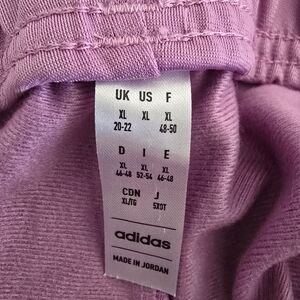 UK US F
XL XL XL
20-22 48-50
D I E
XL XL XL
46-48 52-54 46-48
CDN J
XL/TG 5XOT
adidas
MADE IN JORDAN